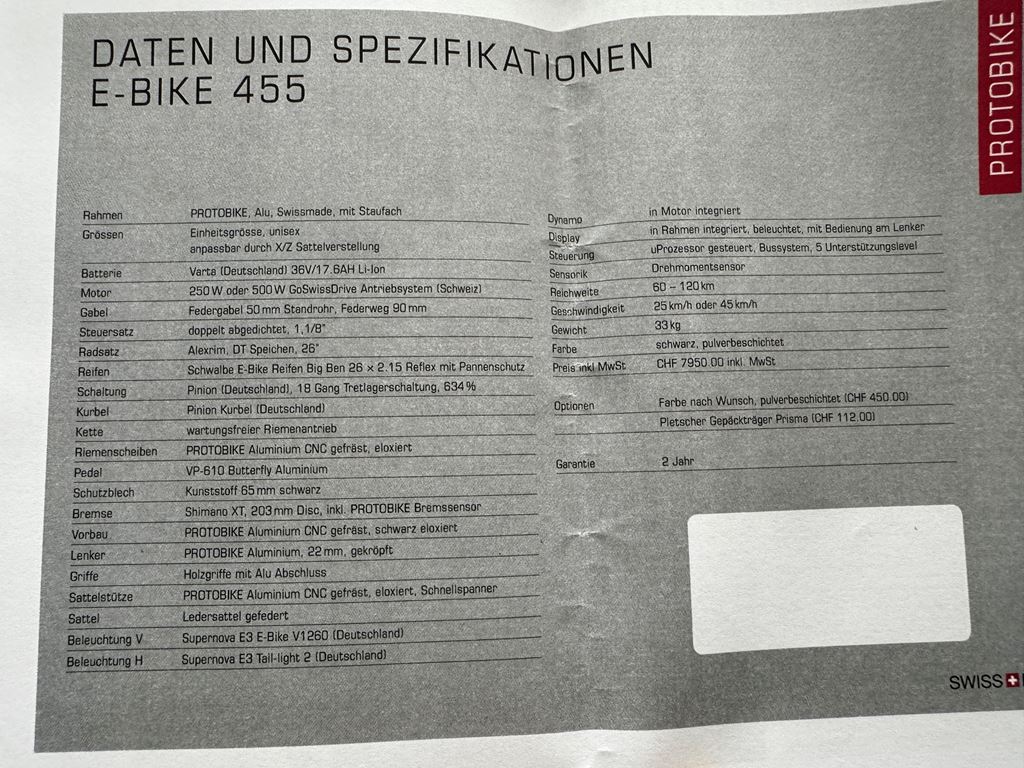 DATEN UND SPEZIFIKATIONEN
E-BIKE 455
PROTOBIKE
Rahmen PROTOBIKE, Alu, Swissmade, mit Staufach
Grössen Einheitsgrösse, unisex
anpassbar durch X/Z Sattelverstellung
Batterie Varta (Deutschland) 36V/17.6AH Li-Ion
Motor 250 W oder 500 W GoSwissDrive Antriebsystem (Schweiz)
Gabel Federgabel 50 mm Standrohr, Federweg 90 mm
Steuersatz doppelt abgedichtet, 1,1/8"
Radsatz Alexrim, DT Speichen, 26"
Reifen Schwalbe E-Bike Reifen Big Ben 26 x 2.15 Reflex mit Pannenschutz
Schaltung Pinion (Deutschland), 18 Gang Tretlagerschaltung, 634 %
Kurbel Pinion Kurbel (Deutschland)
Kette wartungsfreier Riemenantrieb
Riemenscheiben PROTOBIKE Aluminium CNC gefräst, eloxiert
Pedal VP-610 Butterfly Aluminium
Schutzblech Kunststoff 65 mm schwarz
Bremse Shimano XT, 203 mm Disc, inkl. PROTOBIKE Bremssensor
Vorbau PROTOBIKE Aluminium CNC gefräst, schwarz eloxiert
Lenker PROTOBIKE Aluminium, 22 mm, gekröpft
Griffe Holzgriffe mit Alu Abschluss
Sattelstütze PROTOBIKE Aluminium CNC gefräst, eloxiert, Schnellspanner
Sattel Ledersattel gefedert
Beleuchtung V Supernova E3 E-Bike V1260 (Deutschland)
Beleuchtung H Supernova E3 Tail-light 2 (Deutschland)
Dynamo in Motor integriert
Display in Rahmen integriert, beleuchtet, mit Bedienung am Lenker
Steuerung uProzessor gesteuert, Bussystem, 5 Unterstützungslevel
Sensorik Drehmomentsensor
Reichweite 60 – 120 km
Geschwindigkeit 25 km/h oder 45 km/h
Gewicht 33 kg
Farbe schwarz, pulverbeschichtet
Preis inkl MwSt CHF 7950.00 inkl. MwSt
Optionen Farbe nach Wunsch, pulverbeschichtet (CHF 450.00)
Pletscher Gepäckträger Prisma (CHF 112.00)
Garantie 2 Jahr
SWISS